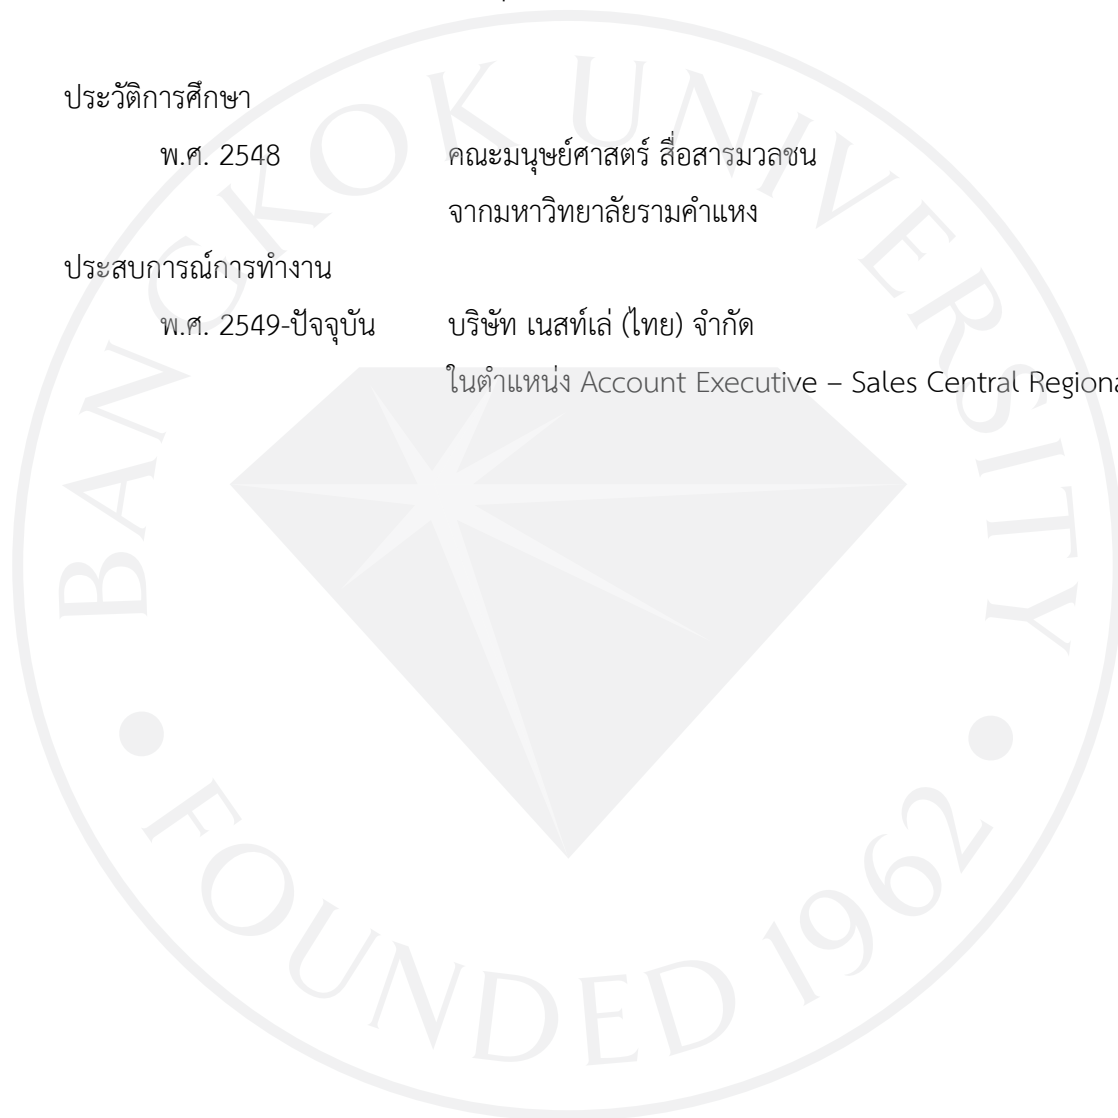 ประวัติการศึกษา
พ.ศ. 2548 คณะมนุษย์ศาสตร์ สื่อสารมวลชน
จากมหาวิทยาลัยรามคำแหง
ประสบการณ์การทำงาน
พ.ศ. 2549-ปัจจุบัน บริษัท เนสท์เล่ (ไทย) จำกัด
ในตำแหน่ง Account Executive – Sales Central Regiona
BANGKOK UNIVERSITY
FOUNDED 1962